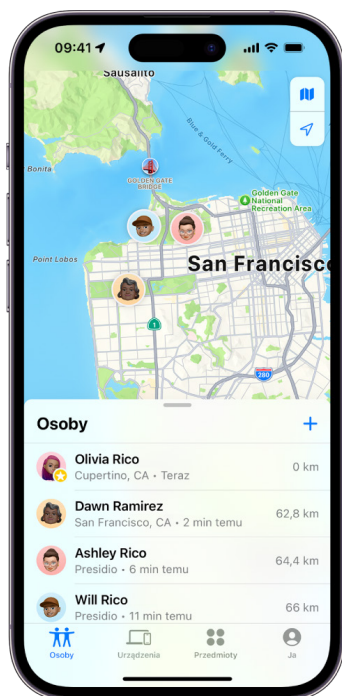 09:41
Sausalito
Blue & Gold Ferry
Bonita
GOLDEN GATE
BRIDGE
Golden Gate
National
Recreation Area
Point Lobos
San Francisco
1
280
Osoby
Olivia Rico
Cupertino, CA • Teraz
0 km
Dawn Ramirez
San Francisco, CA • 2 min temu
62,8 km
Ashley Rico
Presidio • 6 min temu
64,4 km
Will Rico
Presidio • 11 min temu
66 km
Osoby
Urządzenia
Przedmioty
Ja